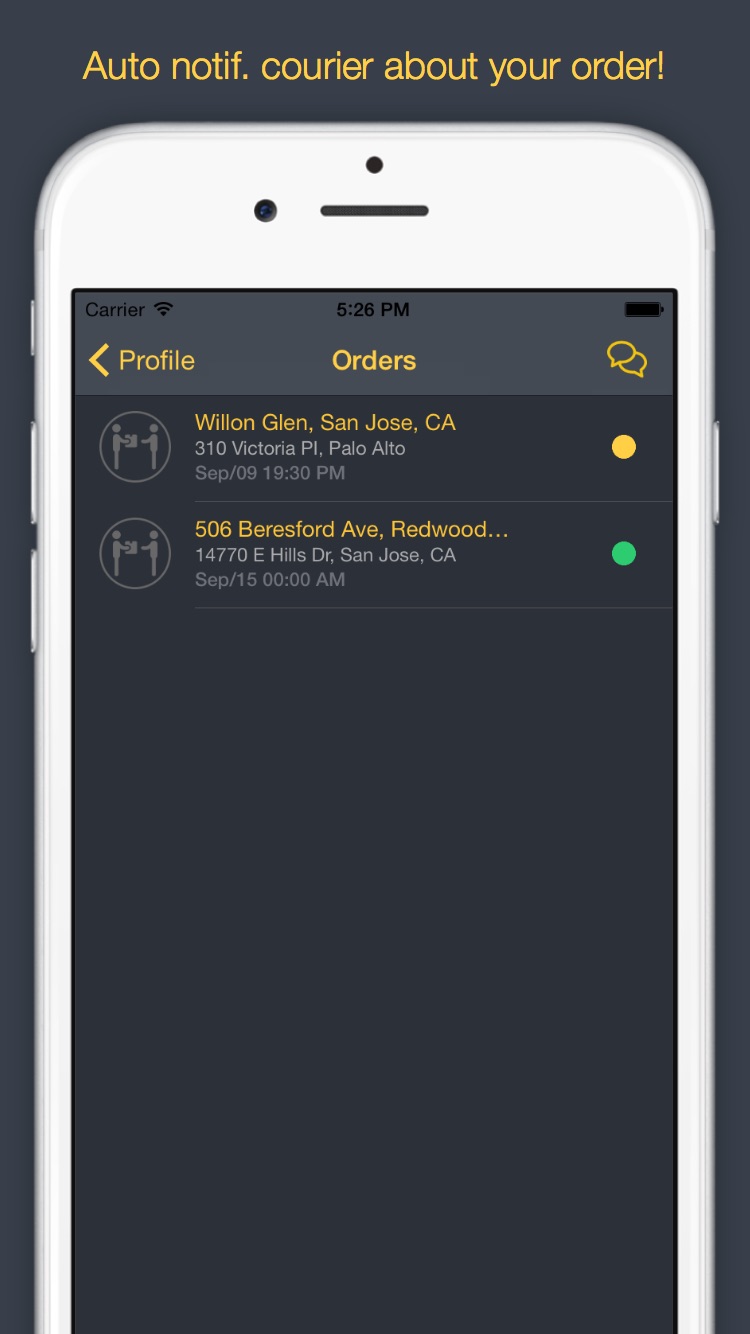 Auto notif. courier about your order!
Carrier 5:26 PM
Profile Orders
Willon Glen, San Jose, CA
310 Victoria Pl, Palo Alto
Sep/09 19:30 PM
506 Beresford Ave, Redwood...
14770 E Hills Dr, San Jose, CA
Sep/15 00:00 AM